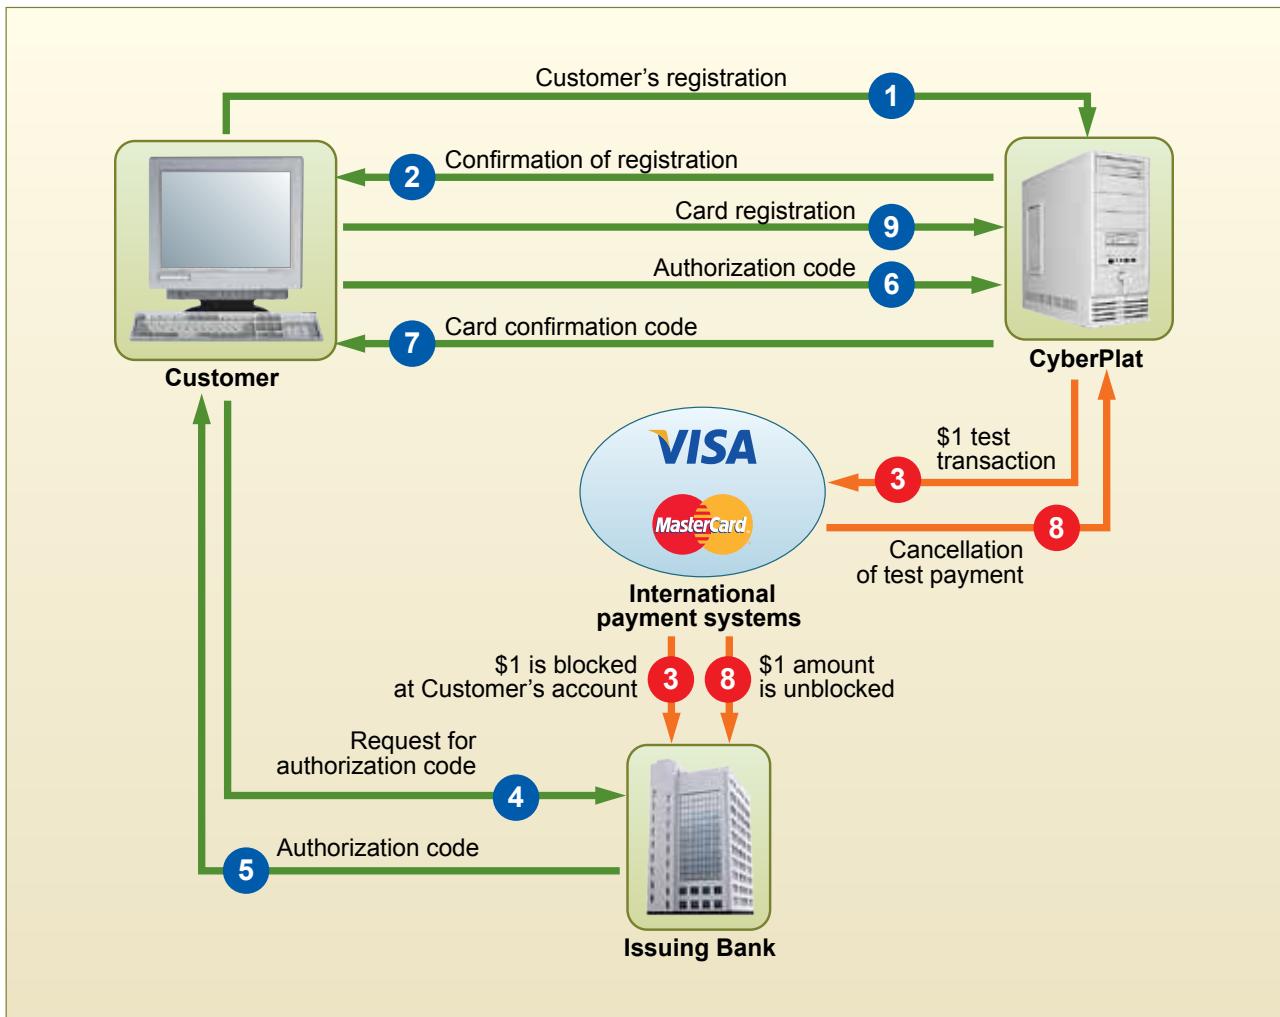 Customer’s registration
1
Confirmation of registration
2
Card registration
9
Authorization code
6
Card confirmation code
7
Customer
CyberPlat
VISA
MasterCard
$1 test
transaction
3
8
Cancellation
of test payment
International
payment systems
$1 is blocked
at Customer’s account
3
8
$1 amount
is unblocked
Request for
authorization code
4
Authorization code
5
Issuing Bank